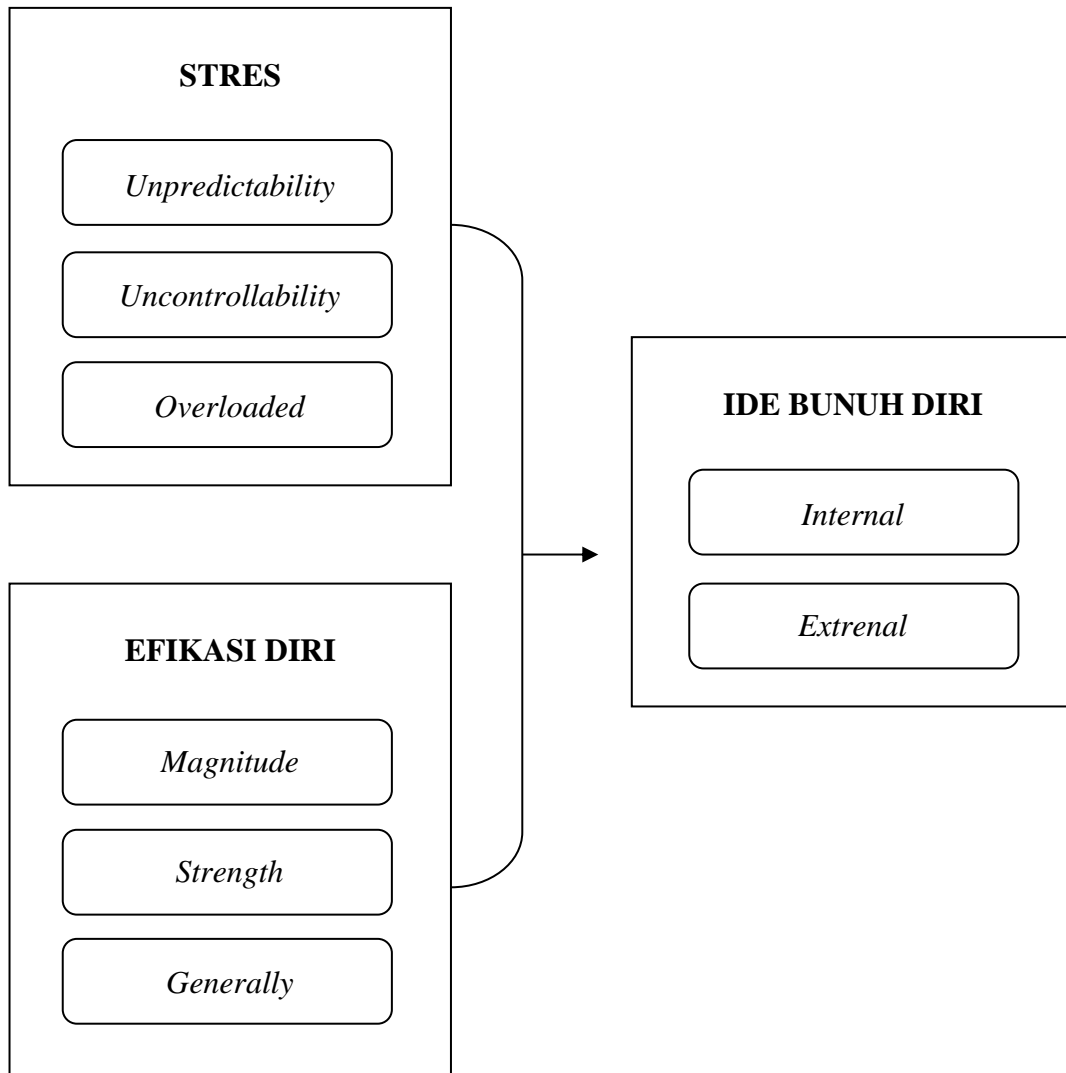 STRES
Unpredictability
Uncontrollability
Overloaded
EFIKASI DIRI
Magnitude
Strength
Generally
IDE BUNUH DIRI
Internal
Extrenal